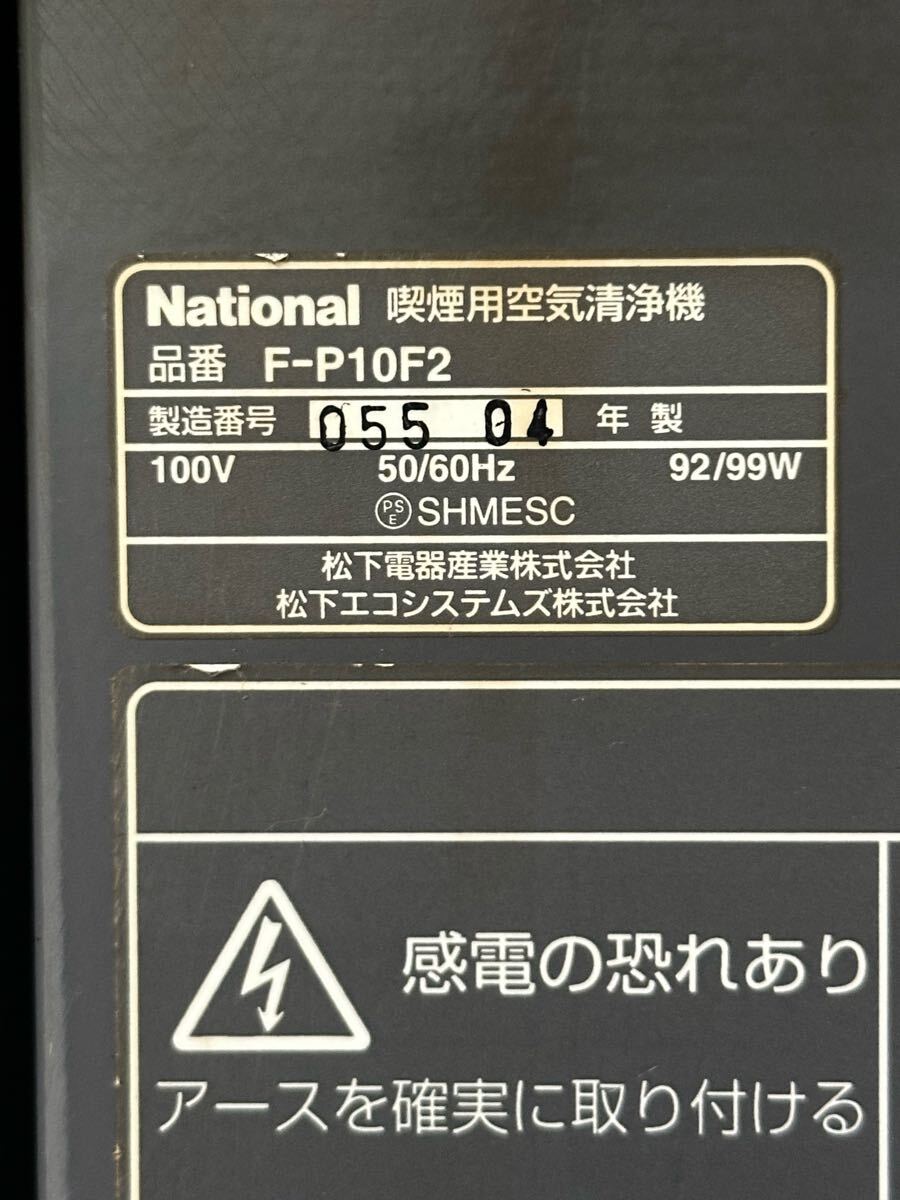 National 喫煙用空気清浄機
品番 F-P10F2
製造番号 055 04 年 製
100V 50/60Hz 92/99W
PSE SHMESC
松下電器産業株式会社
松下エコシステムズ株式会社
感電の恐れあり
アースを確実に取り付ける